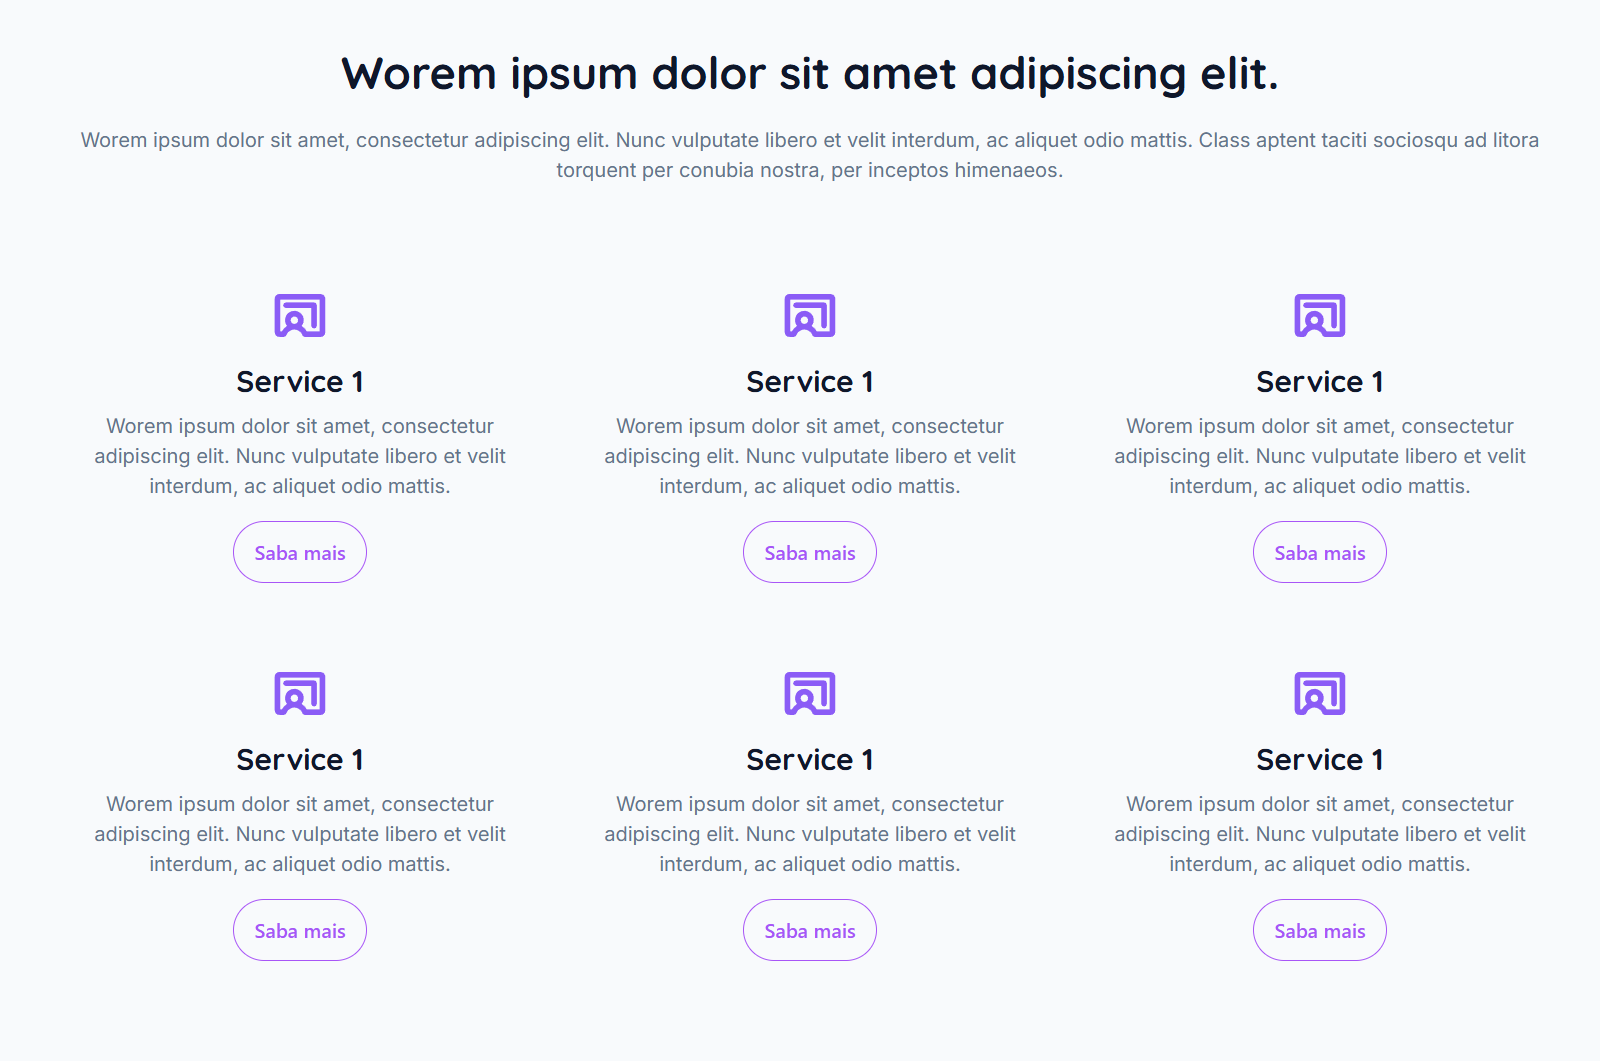 Worem ipsum dolor sit amet adipiscing elit.
Worem ipsum dolor sit amet, consectetur adipiscing elit. Nunc vulputate libero et velit interdum, ac aliquet odio mattis. Class aptent taciti sociosqu ad litora
torquent per conubia nostra, per inceptos himenaeos.
Service 1
Worem ipsum dolor sit amet, consectetur
adipiscing elit. Nunc vulputate libero et velit
interdum, ac aliquet odio mattis.
Saba mais
Service 1
Worem ipsum dolor sit amet, consectetur
adipiscing elit. Nunc vulputate libero et velit
interdum, ac aliquet odio mattis.
Saba mais
Service 1
Worem ipsum dolor sit amet, consectetur
adipiscing elit. Nunc vulputate libero et velit
interdum, ac aliquet odio mattis.
Saba mais
Service 1
Worem ipsum dolor sit amet, consectetur
adipiscing elit. Nunc vulputate libero et velit
interdum, ac aliquet odio mattis.
Saba mais
Service 1
Worem ipsum dolor sit amet, consectetur
adipiscing elit. Nunc vulputate libero et velit
interdum, ac aliquet odio mattis.
Saba mais
Service 1
Worem ipsum dolor sit amet, consectetur
adipiscing elit. Nunc vulputate libero et velit
interdum, ac aliquet odio mattis.
Saba mais